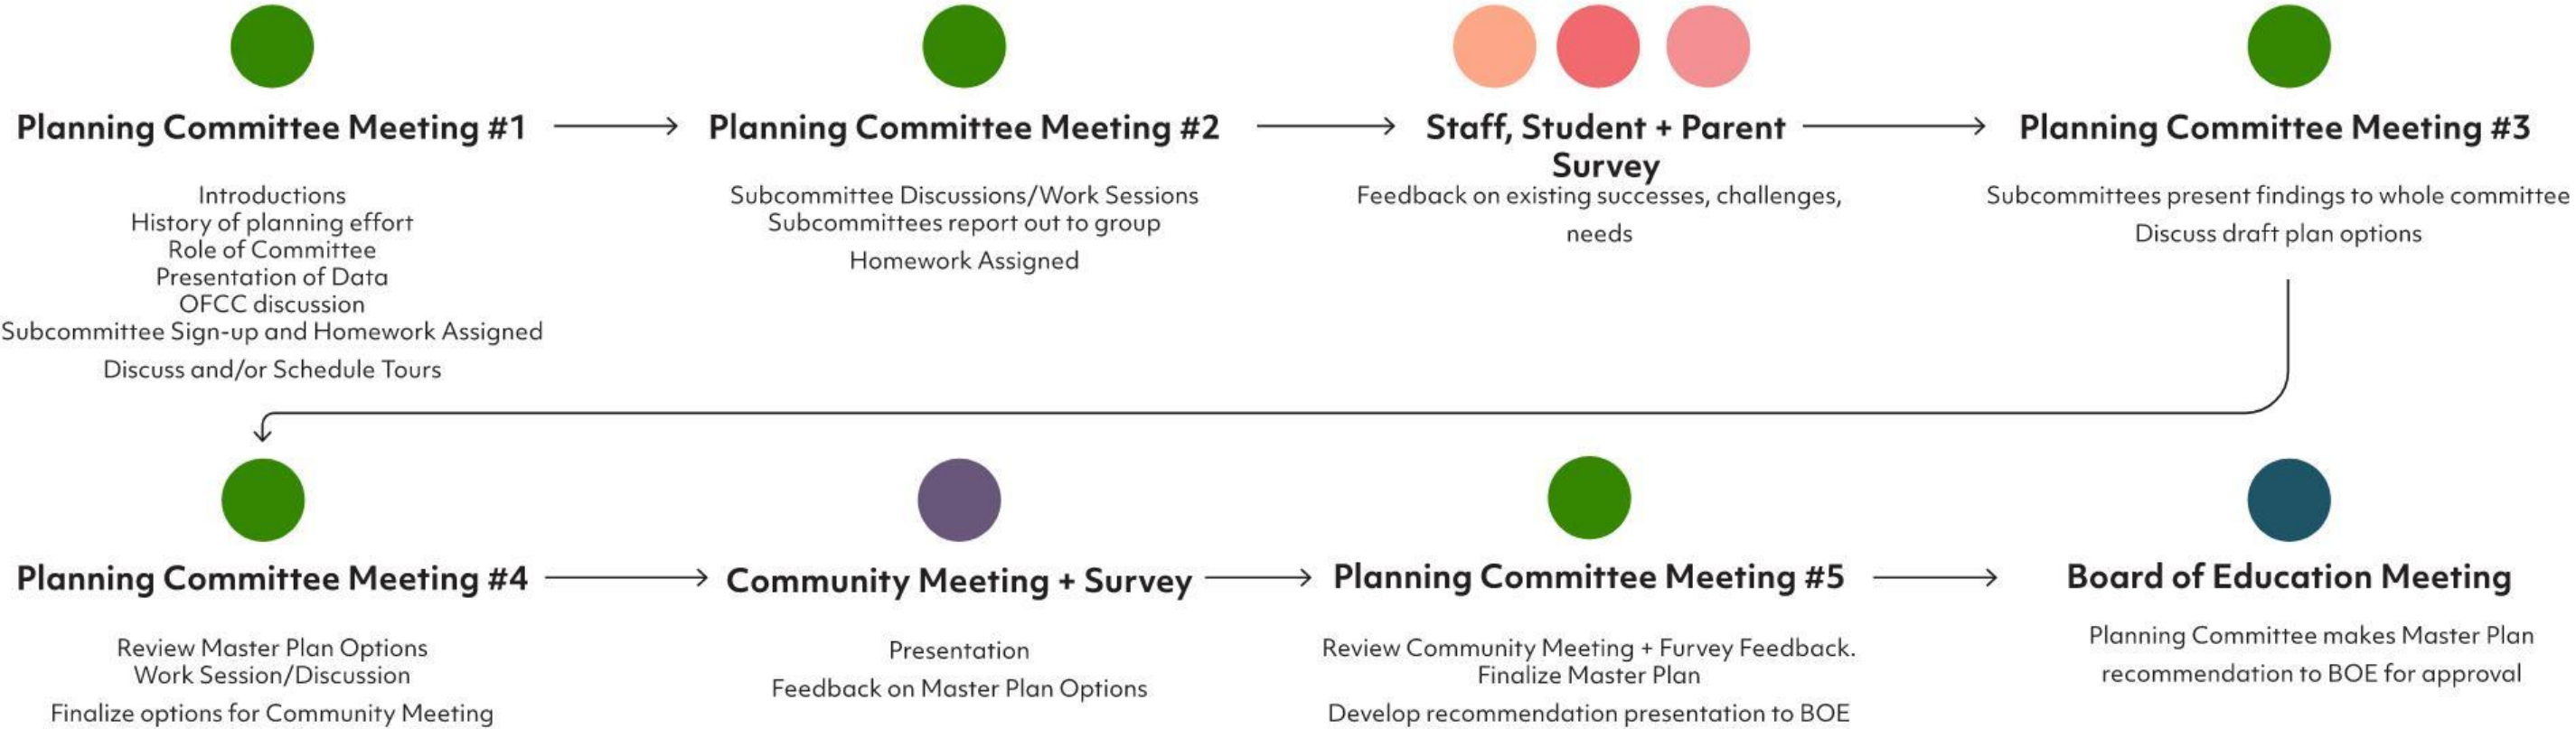 Planning Committee Meeting #1
Introductions
History of planning effort
Role of Committee
Presentation of Data
OFCC discussion
Subcommittee Sign-up and Homework Assigned
Discuss and/or Schedule Tours
Planning Committee Meeting #2
Subcommittee Discussions/Work Sessions
Subcommittees report out to group
Homework Assigned
Staff, Student + Parent
Survey
Feedback on existing successes, challenges,
needs
Planning Committee Meeting #3
Subcommittees present findings to whole committee
Discuss draft plan options
Planning Committee Meeting #4
Review Master Plan Options
Work Session/Discussion
Finalize options for Community Meeting
Community Meeting + Survey
Presentation
Feedback on Master Plan Options
Planning Committee Meeting #5
Review Community Meeting + Furvey Feedback.
Finalize Master Plan
Develop recommendation presentation to BOE
Board of Education Meeting
Planning Committee makes Master Plan
recommendation to BOE for approval